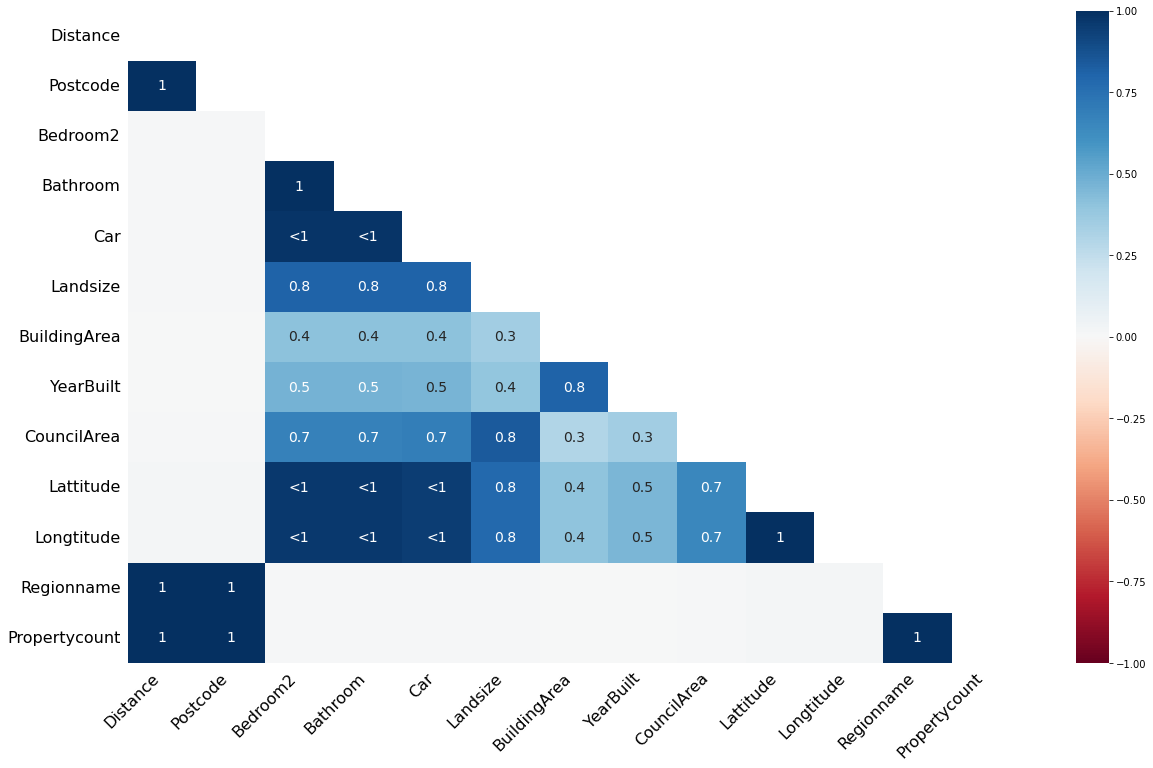 Distance
Postcode 1
Bedroom2
Bathroom 1
Car <1 <1
Landsize 0.8 0.8 0.8
BuildingArea 0.4 0.4 0.4 0.3
YearBuilt 0.5 0.5 0.5 0.4 0.8
CouncilArea 0.7 0.7 0.7 0.8 0.3 0.3
Lattitude <1 <1 <1 0.8 0.4 0.5 0.7
Longtitude <1 <1 <1 0.8 0.4 0.5 0.7 1
Regionname 1 1
Propertycount 1 1 1
Distance Postcode Bedroom2 Bathroom Car Landsize BuildingArea YearBuilt CouncilArea Lattitude Longtitude Regionname Propertycount
1.00
0.75
0.50
0.25
0.00
−0.25
−0.50
−0.75
−1.00